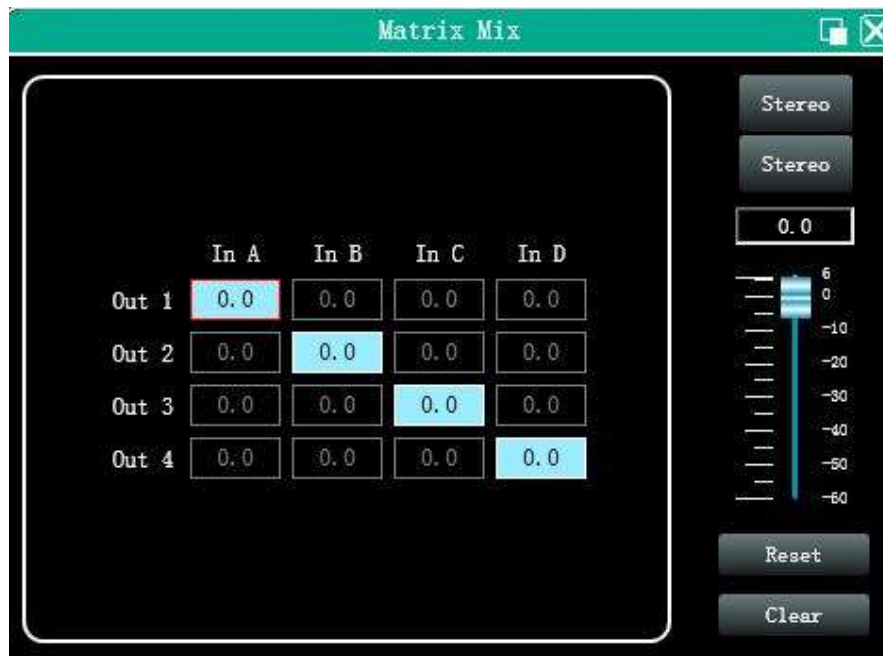 Matrix Mix
Stereo
Stereo
0.0
In A In B In C In D
Out 1 0.0 0.0 0.0 0.0
Out 2 0.0 0.0 0.0 0.0
Out 3 0.0 0.0 0.0 0.0
Out 4 0.0 0.0 0.0 0.0
6
0
-10
-20
-30
-40
-50
-60
Reset
Clear